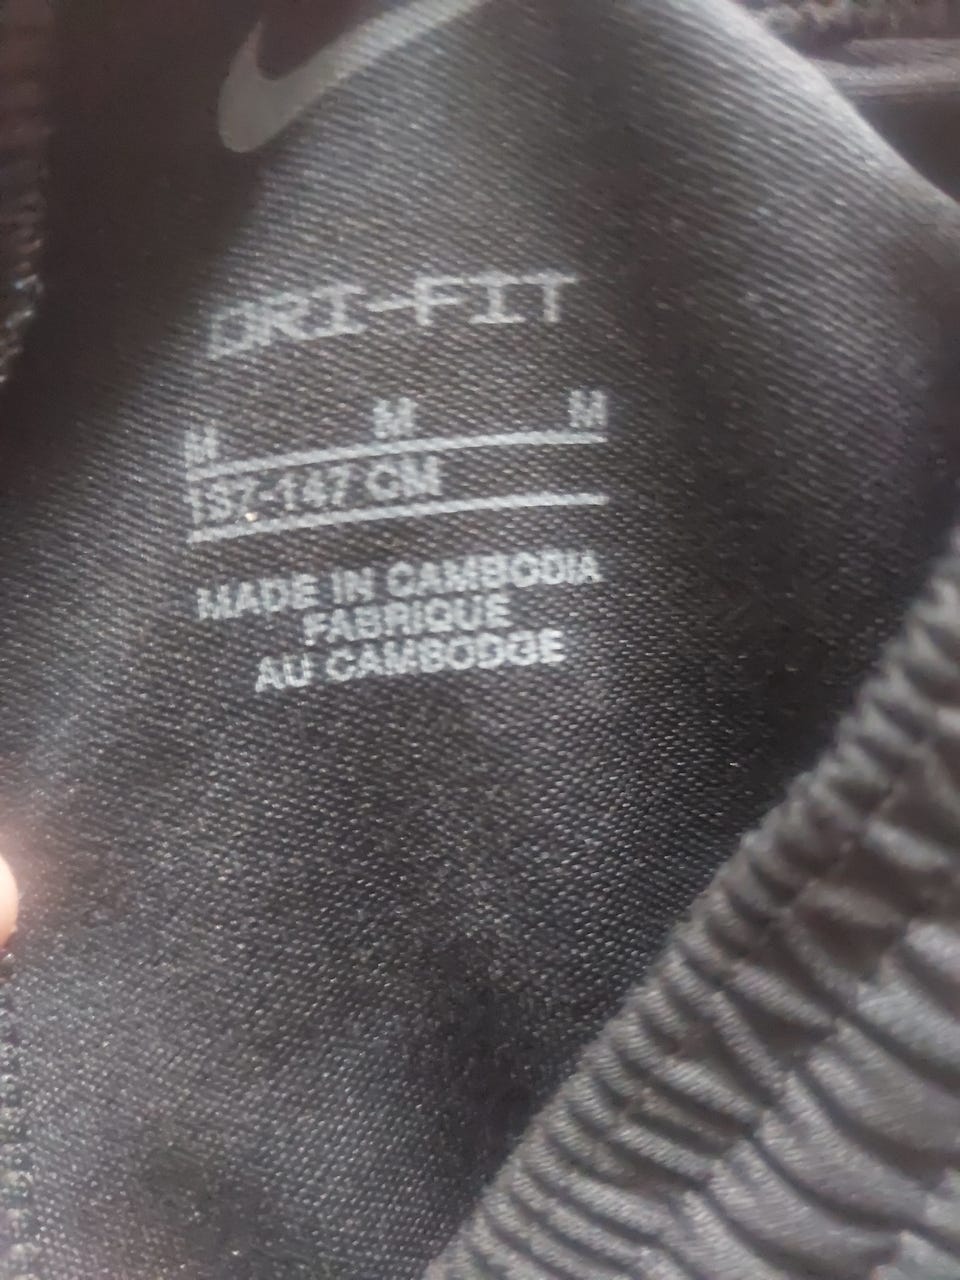 DRI-FIT
M M M
137-147 CM
MADE IN CAMBODIA
FABRIQUE
AU CAMBODGE